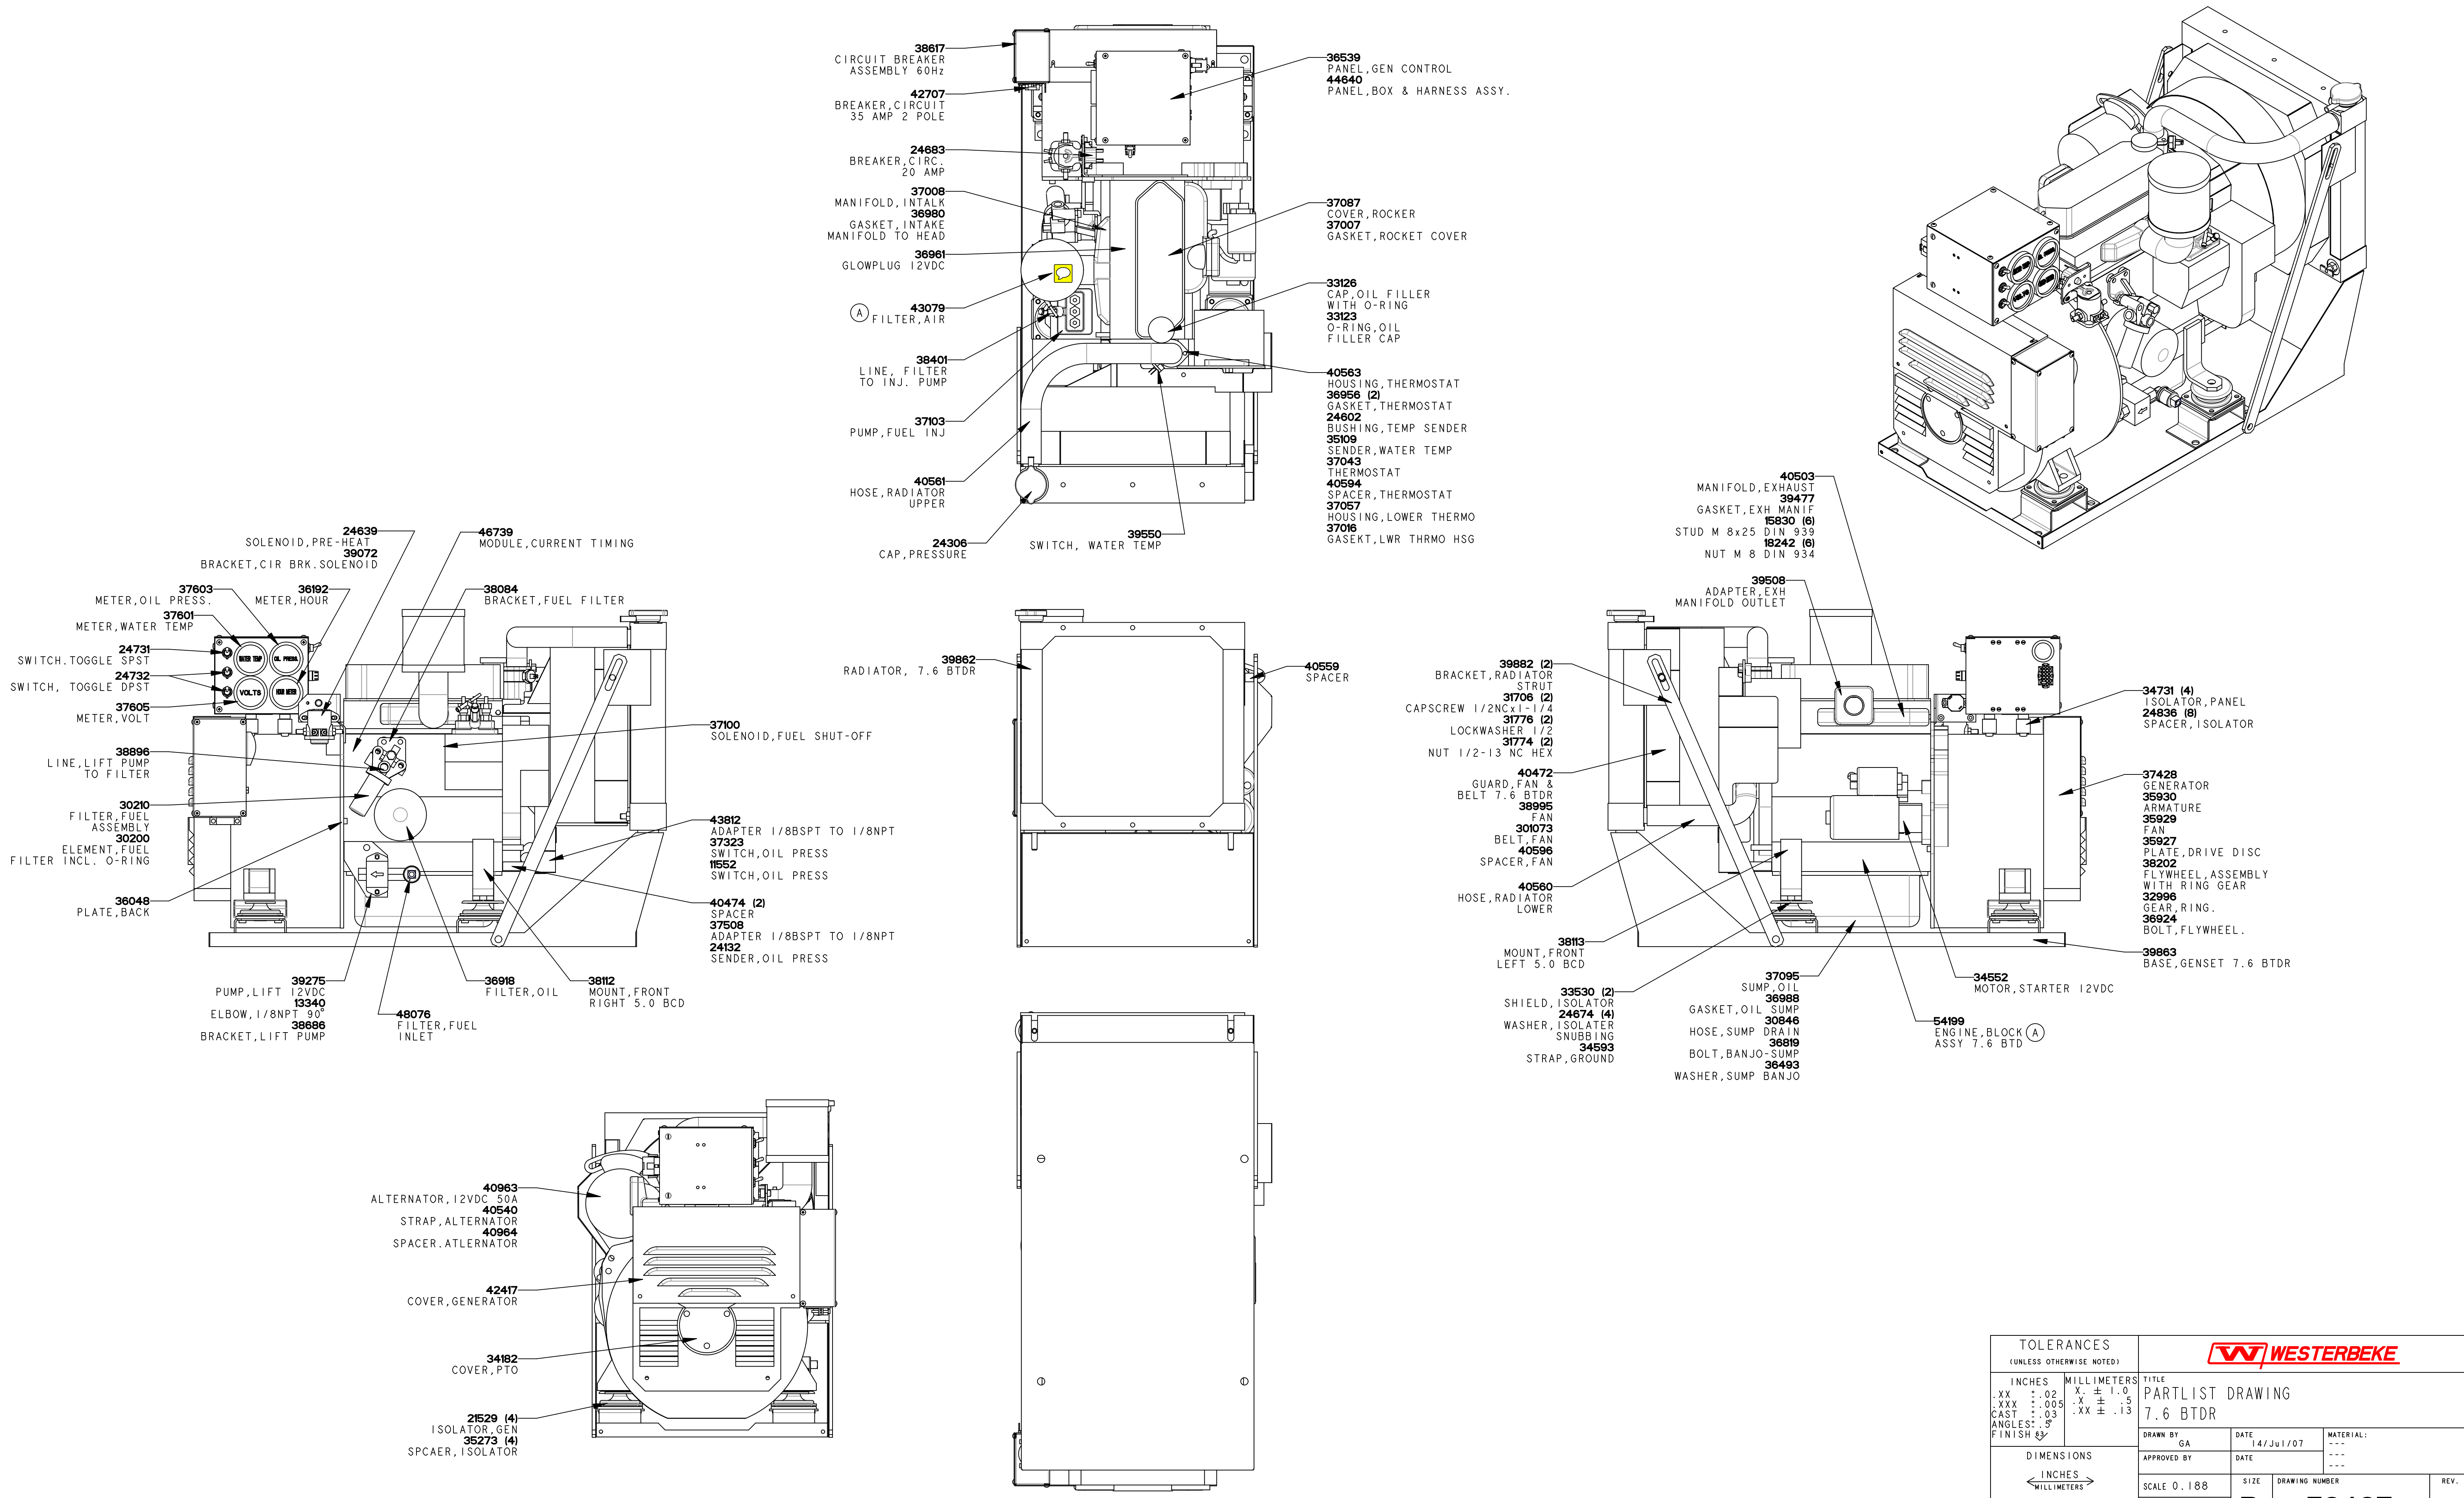 38617
CIRCUIT BREAKER
ASSEMBLY 60Hz
42707
BREAKER,CIRCUIT
35 AMP 2 POLE
24683
BREAKER,CIRC.
20 AMP
37008
MANIFOLD,INTALK
36980
GASKET,INTAKE
MANIFOLD TO HEAD
36961
GLOWPLUG 12VDC
A
43079
FILTER,AIR
38401
LINE, FILTER
TO INJ. PUMP
37103
PUMP,FUEL INJ
40561
HOSE,RADIATOR
UPPER
24306
CAP,PRESSURE
39550
SWITCH, WATER TEMP
36539
PANEL,GEN CONTROL
44640
PANEL,BOX & HARNESS ASSY.
37087
COVER,ROCKER
37007
GASKET,ROCKET COVER
33126
CAP,OIL FILLER
WITH O-RING
33123
O-RING,OIL
FILLER CAP
40563
HOUSING,THERMOSTAT
36956 (2)
GASKET,THERMOSTAT
24602
BUSHING,TEMP SENDER
35109
SENDER,WATER TEMP
37043
THERMOSTAT
40594
SPACER,THERMOSTAT
37057
HOUSING,LOWER THERMO
37016
GASEKT,LWR THRMO HSG
24639
SOLENOID,PRE-HEAT
39072
BRACKET,CIR BRK.SOLENOID
46739
MODULE,CURRENT TIMING
37603
METER,OIL PRESS.
36192
METER,HOUR
38084
BRACKET,FUEL FILTER
37601
METER,WATER TEMP
24731
SWITCH.TOGGLE SPST
24732
SWITCH, TOGGLE DPST
37605
METER,VOLT
WATER TEMP
OIL PRESS.
VOLTS
HOUR METER
38896
LINE,LIFT PUMP
TO FILTER
30210
FILTER,FUEL
ASSEMBLY
30200
ELEMENT,FUEL
FILTER INCL. O-RING
36048
PLATE,BACK
37100
SOLENOID,FUEL SHUT-OFF
43812
ADAPTER 1/8BSPT TO 1/8NPT
37323
SWITCH,OIL PRESS
11552
SWITCH,OIL PRESS
40474 (2)
SPACER
37508
ADAPTER 1/8BSPT TO 1/8NPT
24132
SENDER,OIL PRESS
39275
PUMP,LIFT 12VDC
13340
ELBOW,1/8NPT 90°
38686
BRACKET,LIFT PUMP
48076
FILTER,FUEL
INLET
36918
FILTER,OIL
38112
MOUNT,FRONT
RIGHT 5.0 BCD
39862
RADIATOR, 7.6 BTDR
40559
SPACER
40503
MANIFOLD,EXHAUST
39477
GASKET,EXH MANIF
15830 (6)
STUD M 8x25 DIN 939
18242 (6)
NUT M 8 DIN 934
39508
ADAPTER,EXH
MANIFOLD OUTLET
39882 (2)
BRACKET,RADIATOR
STRUT
31706 (2)
CAPSCREW 1/2NCx1-1/4
31776 (2)
LOCKWASHER 1/2
31774 (2)
NUT 1/2-13 NC HEX
40472
GUARD,FAN &
BELT 7.6 BTDR
38995
FAN
301073
BELT,FAN
40596
SPACER,FAN
40560
HOSE,RADIATOR
LOWER
38113
MOUNT,FRONT
LEFT 5.0 BCD
33530 (2)
SHIELD,ISOLATOR
24674 (4)
WASHER,ISOLATER
SNUBBING
34593
STRAP,GROUND
37095
SUMP,OIL
36988
GASKET,OIL SUMP
30846
HOSE,SUMP DRAIN
36819
BOLT,BANJO-SUMP
36493
WASHER,SUMP BANJO
34552
MOTOR,STARTER 12VDC
54199
ENGINE,BLOCK A
ASSY 7.6 BTD
34731 (4)
ISOLATOR,PANEL
24836 (8)
SPACER,ISOLATOR
37428
GENERATOR
35930
ARMATURE
35929
FAN
35927
PLATE,DRIVE DISC
38202
FLYWHEEL,ASSEMBLY
WITH RING GEAR
32996
GEAR,RING.
36924
BOLT,FLYWHEEL.
39863
BASE,GENSET 7.6 BTDR
40963
ALTERNATOR,12VDC 50A
40540
STRAP,ALTERNATOR
40964
SPACER.ATLERNATOR
42417
COVER,GENERATOR
34182
COVER,PTO
21529 (4)
ISOLATOR,GEN
35273 (4)
SPCAER,ISOLATOR
TOLERANCES
(UNLESS OTHERWISE NOTED)
INCHES
.XX ±.02
.XXX ±.005
CAST ±.03
ANGLES±.5°
FINISH 63
MILLIMETERS
X. ± 1.0
.X ± .5
.XX ± .13
DIMENSIONS
INCHES
MILLIMETERS
WESTERBEKE
TITLE
PARTLIST DRAWING
7.6 BTDR
DRAWN BY
GA
DATE
14/Jul/07
MATERIAL:
---
---
---
APPROVED BY
DATE
SCALE 0.188
SIZE
DRAWING NUMBER
REV.